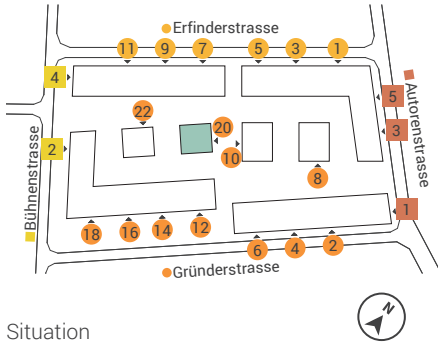 Erfinderstrasse
11 9 7 5 3 1
4
5
Autorenstrasse
22
20
3
2
10
8
Bühnenstrasse
1
18 16 14 12
6 4 2
Gründerstrasse
N
Situation